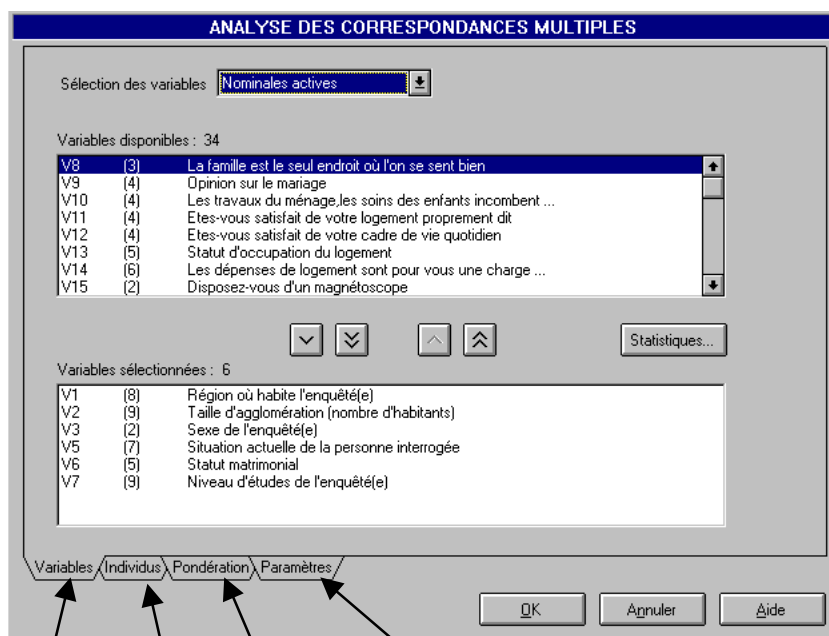 ANALYSE DES CORRESPONDANCES MULTIPLES
Sélection des variables Nominales actives
Variables disponibles : 34
V8 (3) La famille est le seul endroit où l'on se sent bien
V9 (4) Opinion sur le mariage
V10 (4) Les travaux du ménage,les soins des enfants incombent ...
V11 (4) Etes-vous satisfait de votre logement proprement dit
V12 (4) Etes-vous satisfait de votre cadre de vie quotidien
V13 (5) Statut d'occupation du logement
V14 (6) Les dépenses de logement sont pour vous une charge ...
V15 (2) Disposez-vous d'un magnétoscope
Statistiques...
Variables sélectionnées : 6
V1 (8) Région où habite l'enquêté(e)
V2 (9) Taille d'agglomération (nombre d'habitants)
V3 (2) Sexe de l'enquêté(e)
V5 (7) Situation actuelle de la personne interrogée
V6 (5) Statut matrimonial
V7 (9) Niveau d'études de l'enquêté(e)
Variables Individus Pondération Paramètres
OK Annuler Aide